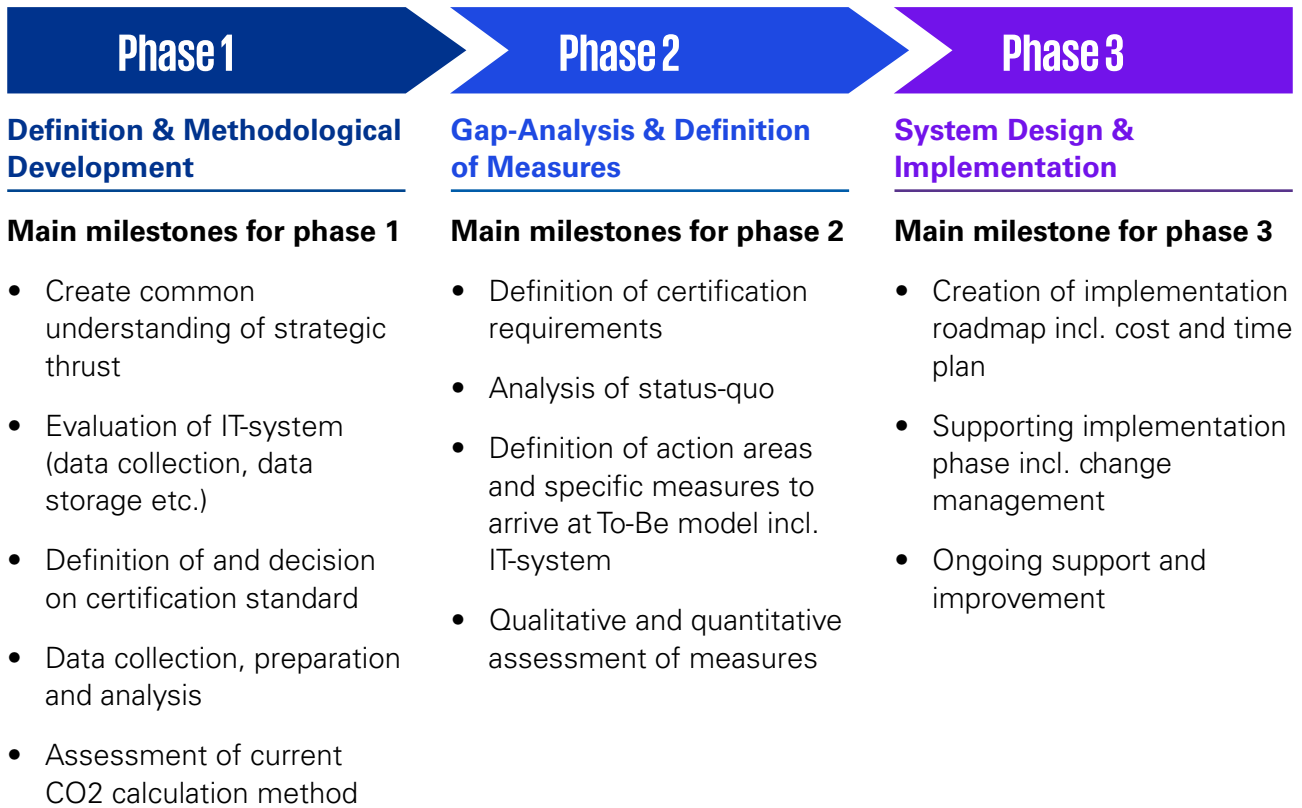 Phase 1
Definition & Methodological
Development
Main milestones for phase 1
• Create common
understanding of strategic
thrust
• Evaluation of IT-system
(data collection, data
storage etc.)
• Definition of and decision
on certification standard
• Data collection, preparation
and analysis
• Assessment of current
CO2 calculation method
Phase 2
Gap-Analysis & Definition
of Measures
Main milestones for phase 2
• Definition of certification
requirements
• Analysis of status-quo
• Definition of action areas
and specific measures to
arrive at To-Be model incl.
IT-system
• Qualitative and quantitative
assessment of measures
Phase 3
System Design &
Implementation
Main milestone for phase 3
• Creation of implementation
roadmap incl. cost and time
plan
• Supporting implementation
phase incl. change
management
• Ongoing support and
improvement